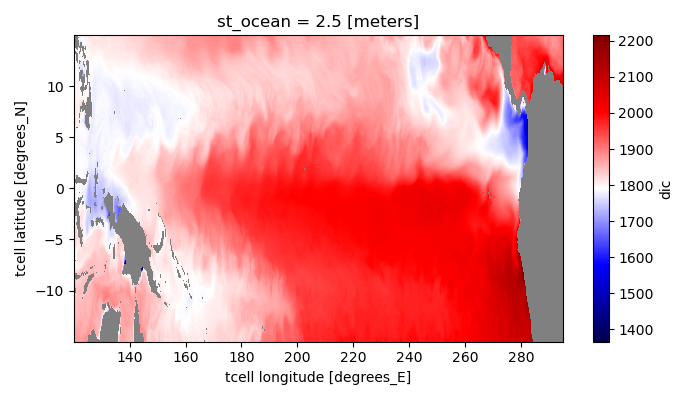 st_ocean = 2.5 [meters]
10
5
0
−5
−10
tcell latitude [degrees_N]
140 160 180 200 220 240 260 280
tcell longitude [degrees_E]
2200
2100
2000
1900
1800
1700
1600
1500
1400
dic